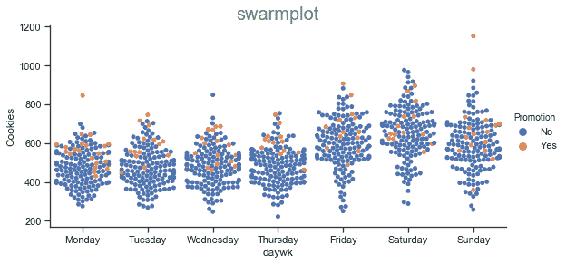 swarmplot
1200
1000
800
600
400
200
Cookies
Monday
Tuesday
Wednesday
Thursday
Friday
Saturday
Sunday
daywk
Promotion
No
Yes